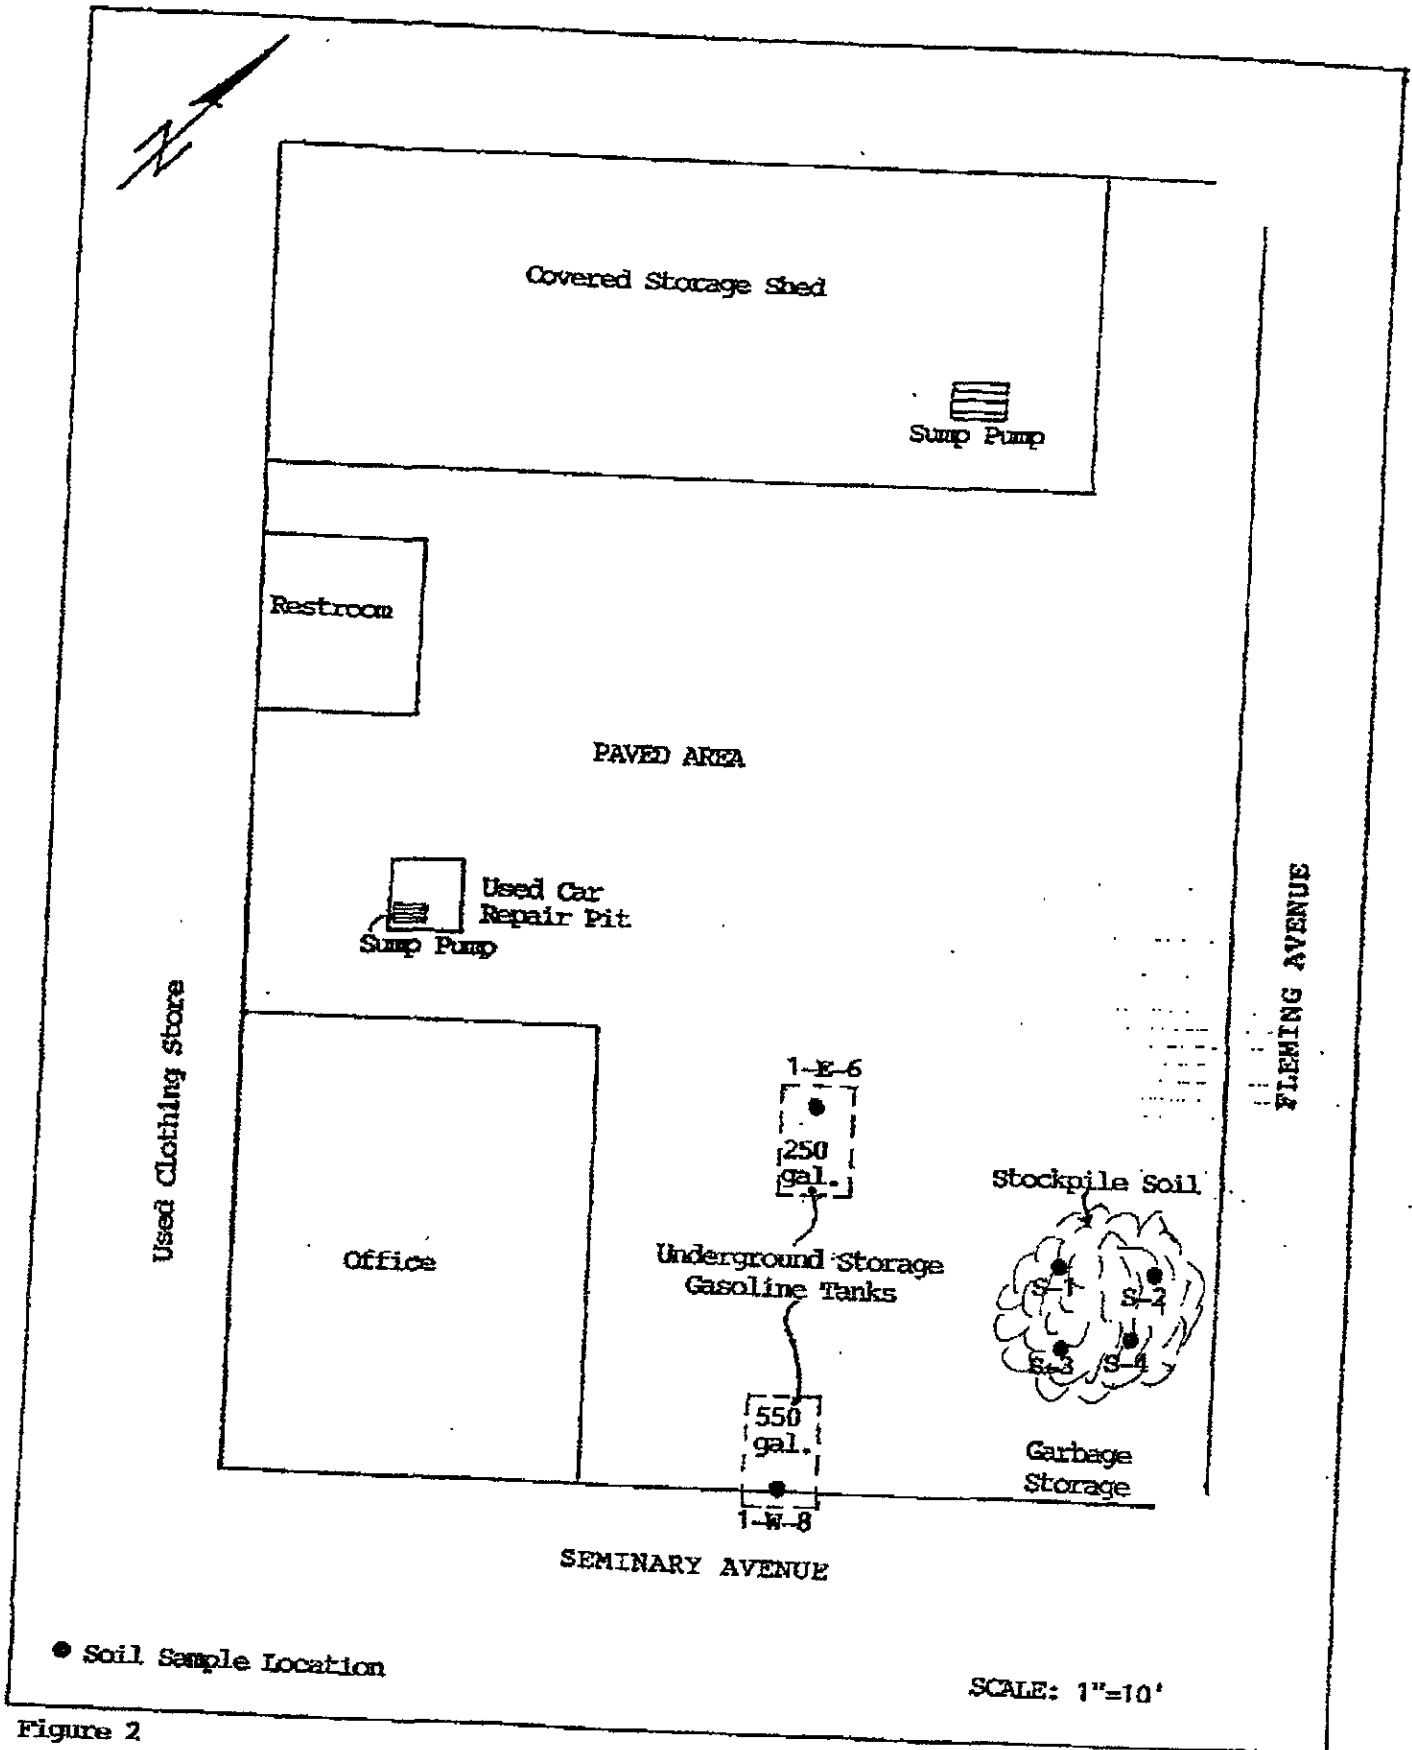 N
Covered Storage Shed
Sump Pump
Restroom
PAVED AREA
Used Car
Repair Pit
Sump Pump
Used Clothing Store
FLEMING AVENUE
1-E-6
250
gal.
Stockpile Soil
Office
Underground Storage
Gasoline Tanks
S-1
S-2
S-3
S-4
550
gal.
Garbage
Storage
1-W-8
SEMINARY AVENUE
Soil Sample Location
SCALE: 1"=10'
Figure 2